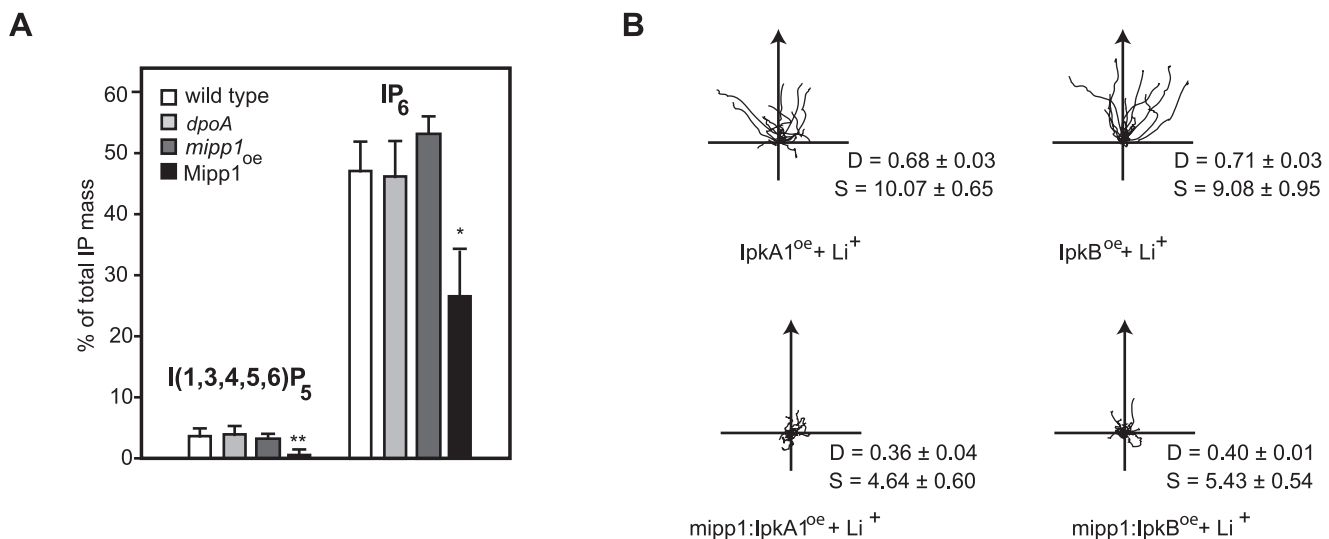 A
% of total IP mass
60
50
40
30
20
10
0
wild type
dpoA
mipp1
Mipp1oe
I(1,3,4,5,6)P5
**
IP6
*
B
D = 0.68 ± 0.03
S = 10.07 ± 0.65
IpkA1oe + Li+
D = 0.71 ± 0.03
S = 9.08 ± 0.95
IpkBoe + Li+
D = 0.36 ± 0.04
S = 4.64 ± 0.60
mipp1:IpkA1oe + Li+
D = 0.40 ± 0.01
S = 5.43 ± 0.54
mipp1:IpkBoe + Li+